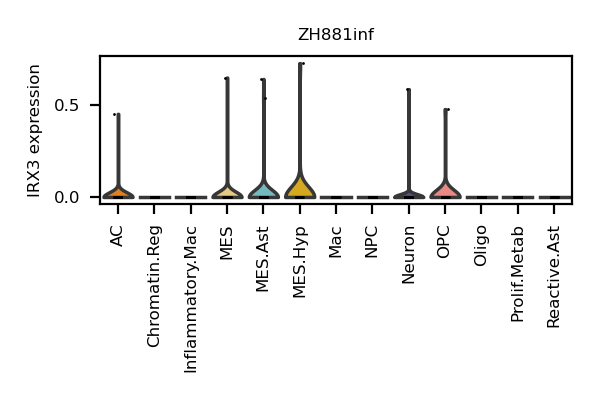 ZH881inf
IRX3 expression
0.5
0.0
AC
Chromatin.Reg
Inflammatory.Mac
MES
MES.Ast
MES.Hyp
Mac
NPC
Neuron
OPC
Oligo
Prolif.Metab
Reactive.Ast